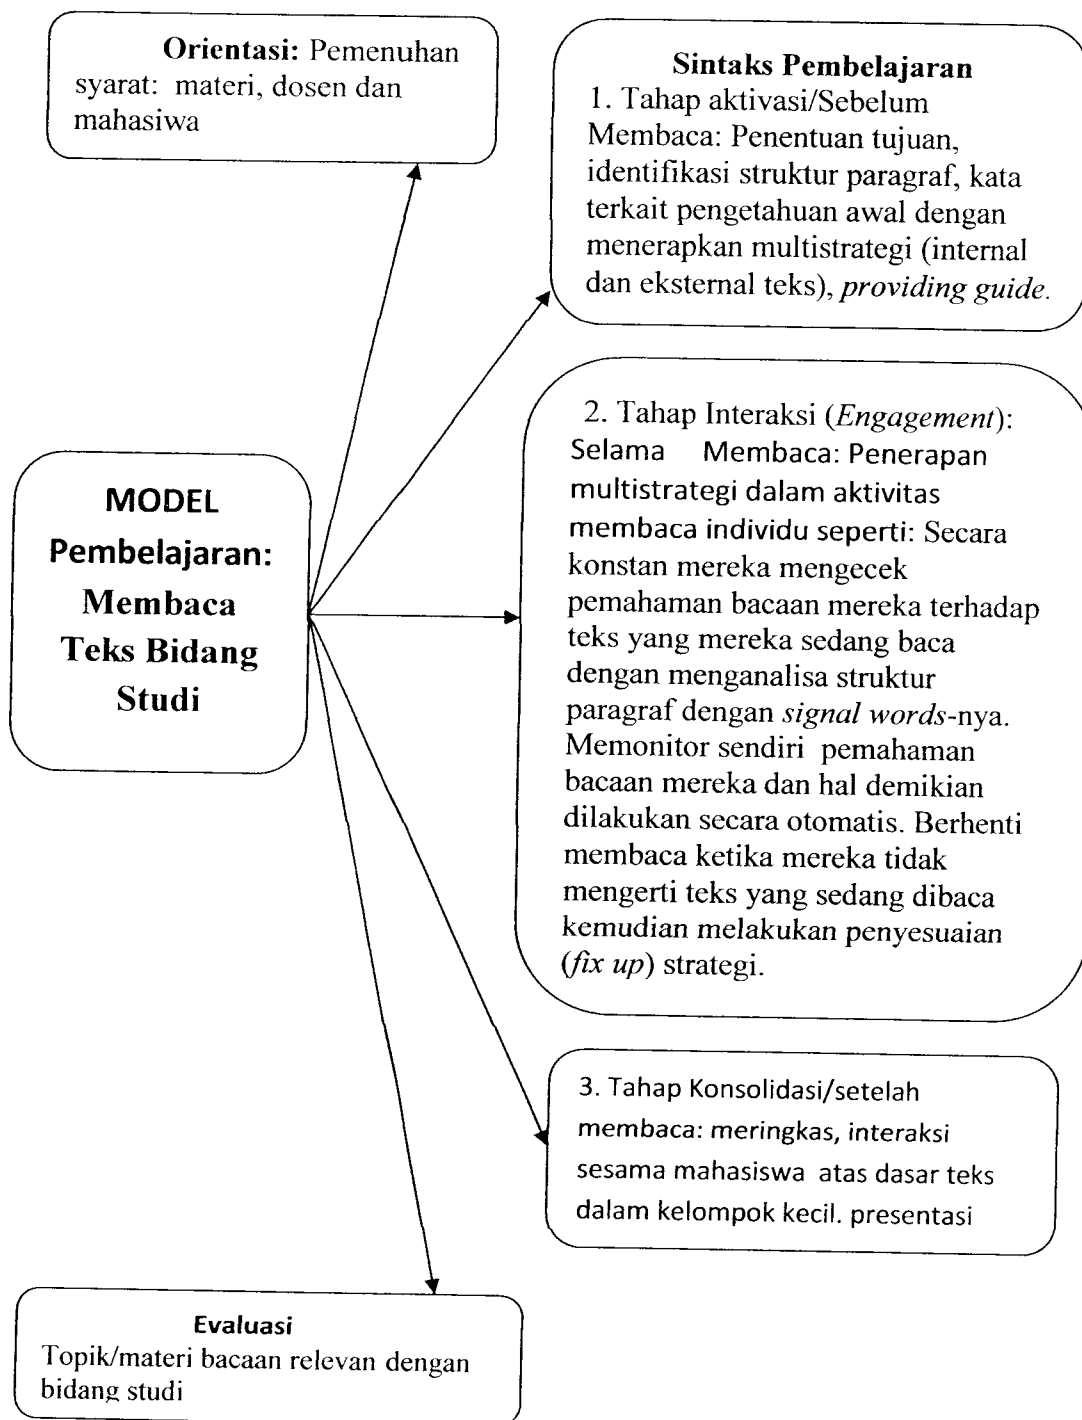 Orientasi: Pemenuhan
syarat: materi, dosen dan
mahasiwa
Sintaks Pembelajaran
1. Tahap aktivasi/Sebelum
Membaca: Penentuan tujuan,
identifikasi struktur paragraf, kata
terkait pengetahuan awal dengan
menerapkan multistrategi (internal
dan eksternal teks), providing guide.
2. Tahap Interaksi (Engagement):
Selama Membaca: Penerapan
multistrategi dalam aktivitas
membaca individu seperti: Secara
konstan mereka mengecek
pemahaman bacaan mereka terhadap
teks yang mereka sedang baca
dengan menganalisa struktur
paragraf dengan signal words-nya.
Memonitor sendiri pemahaman
bacaan mereka dan hal demikian
dilakukan secara otomatis. Berhenti
membaca ketika mereka tidak
mengerti teks yang sedang dibaca
kemudian melakukan penyesuaian
(fix up) strategi.
MODEL
Pembelajaran:
Membaca
Teks Bidang
Studi
3. Tahap Konsolidasi/setelah
membaca: meringkas, interaksi
sesama mahasiswa atas dasar teks
dalam kelompok kecil. presentasi
Evaluasi
Topik/materi bacaan relevan dengan
bidang studi